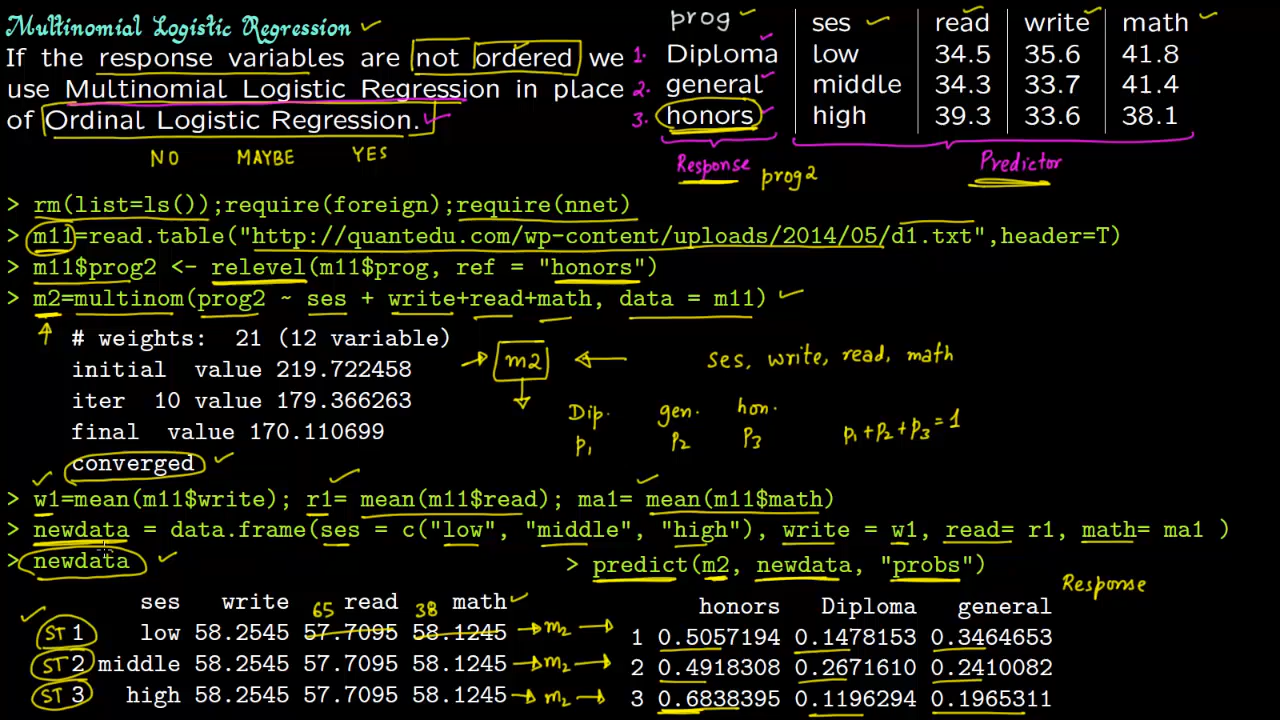 Multinomial Logistic Regression
If the response variables are not ordered we
use Multinomial Logistic Regression in place
of Ordinal Logistic Regression.
NO MAYBE YES
prog ses read write math
1. Diploma low 34.5 35.6 41.8
2. general middle 34.3 33.7 41.4
3. honors high 39.3 33.6 38.1
Response Predictor
prog2
> rm(list=ls());require(foreign);require(nnet)
> m11=read.table("http://quantedu.com/wp-content/uploads/2014/05/d1.txt",header=T)
> m11$prog2 <- relevel(m11$prog, ref = "honors")
> m2=multinom(prog2 ~ ses + write+read+math, data = m11)
# weights: 21 (12 variable)
initial value 219.722458
iter 10 value 179.366263
final value 170.110699
converged
m2 ses, write, read, math
Dip. gen. hon.
p1 p2 p3 p1+p2+p3=1
> w1=mean(m11$write); r1= mean(m11$read); ma1= mean(m11$math)
> newdata = data.frame(ses = c("low", "middle", "high"), write = w1, read= r1, math= ma1 )
> newdata
> predict(m2, newdata, "probs")
Response
ses write read math
65 38
ST 1 low 58.2545 57.7095 58.1245 m2
ST 2 middle 58.2545 57.7095 58.1245 m2
ST 3 high 58.2545 57.7095 58.1245 m2
honors Diploma general
1 0.5057194 0.1478153 0.3464653
2 0.4918308 0.2671610 0.2410082
3 0.6838395 0.1196294 0.1965311